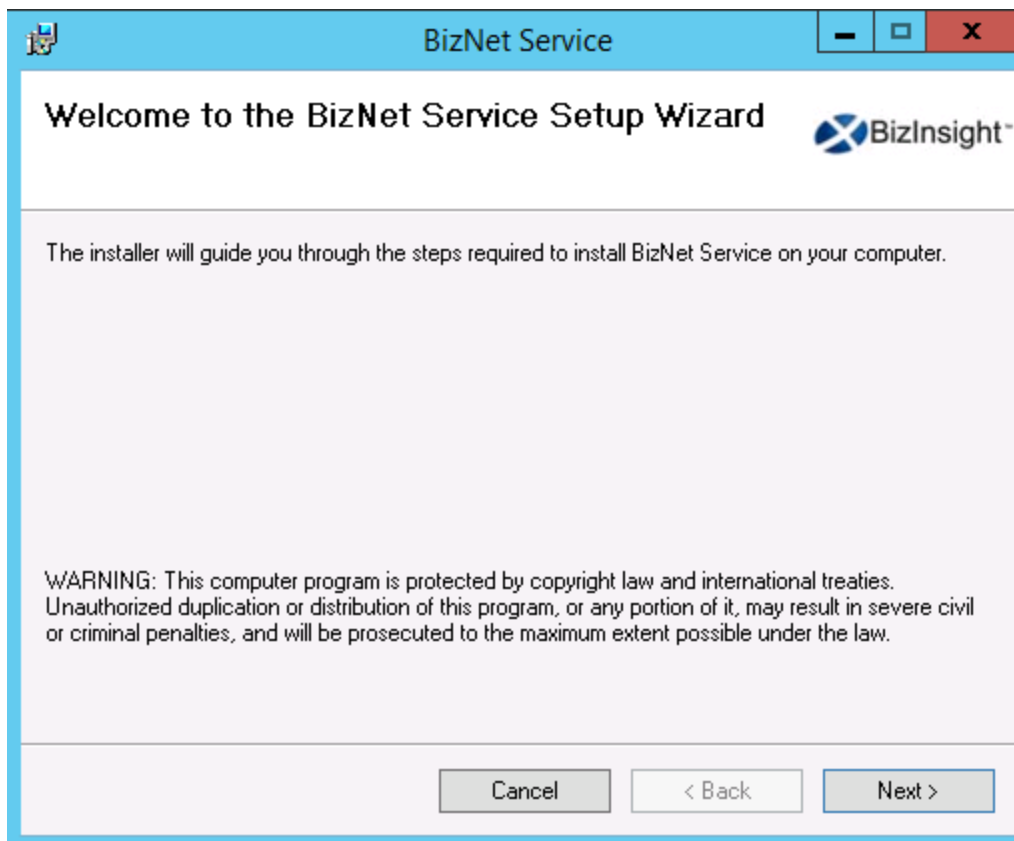 BizNet Service
Welcome to the BizNet Service Setup Wizard
BizInsight
The installer will guide you through the steps required to install BizNet Service on your computer.
WARNING: This computer program is protected by copyright law and international treaties.
Unauthorized duplication or distribution of this program, or any portion of it, may result in severe civil
or criminal penalties, and will be prosecuted to the maximum extent possible under the law.
Cancel
< Back
Next >